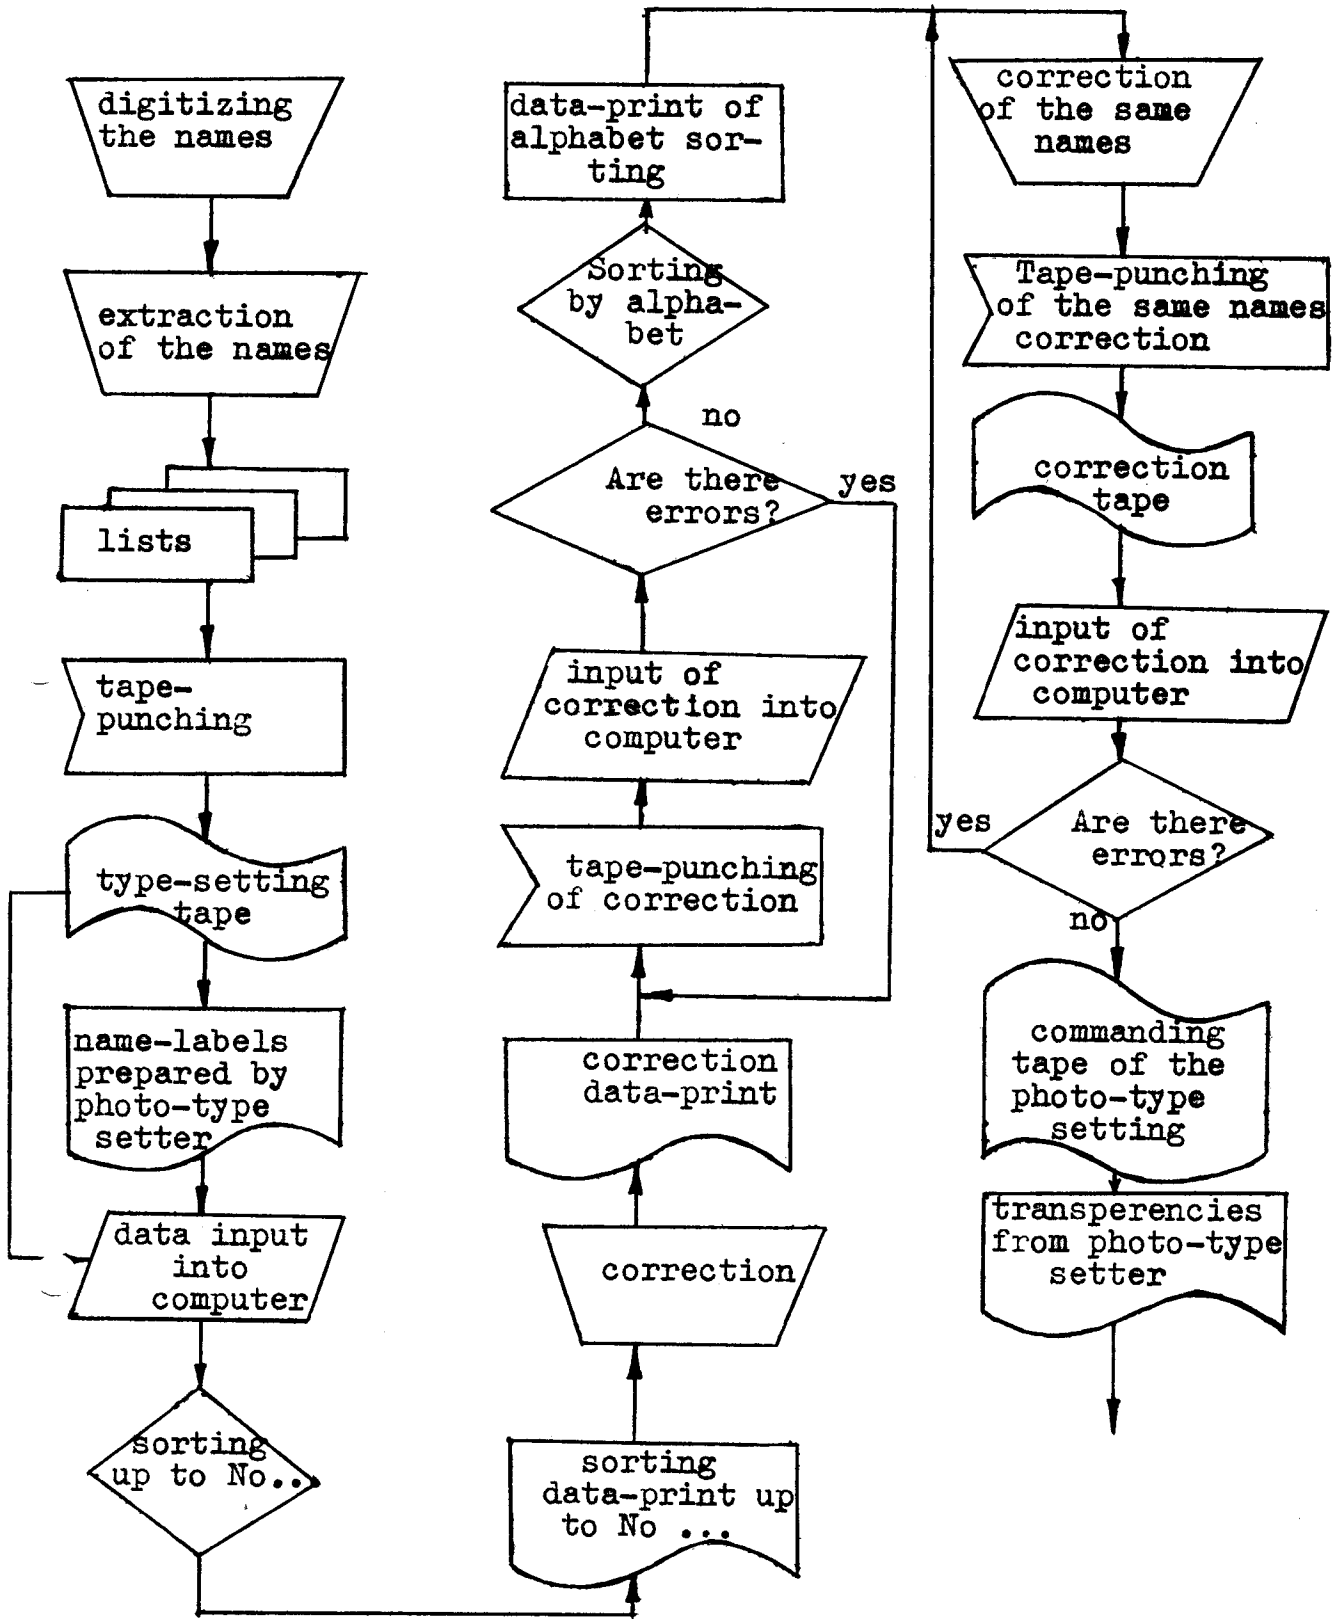 digitizing
the names
extraction
of the names
lists
tape-
punching
type-setting
tape
name-labels
prepared by
photo-type
setter
data input
into
computer
sorting
up to No...
data-print of
alphabet sor-
ting
Sorting
by alpha-
bet
no
Are there
errors?
yes
input of
correction into
computer
tape-punching
of correction
correction
data-print
correction
sorting
data-print up
to No ...
correction
of the same
names
Tape-punching
of the same names
correction
correction
tape
input of
correction into
computer
yes
Are there
errors?
no
commanding
tape of the
photo-type
setting
transperencies
from photo-type
setter